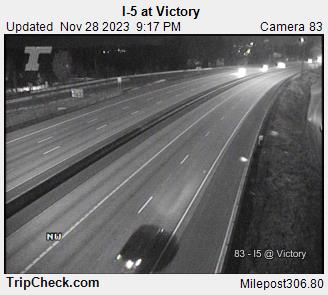 I-5 at Victory
Updated Nov 28 2023 9:17 PM Camera 83
NW
83 - I5 @ Victory
TripCheck.com Milepost306.80